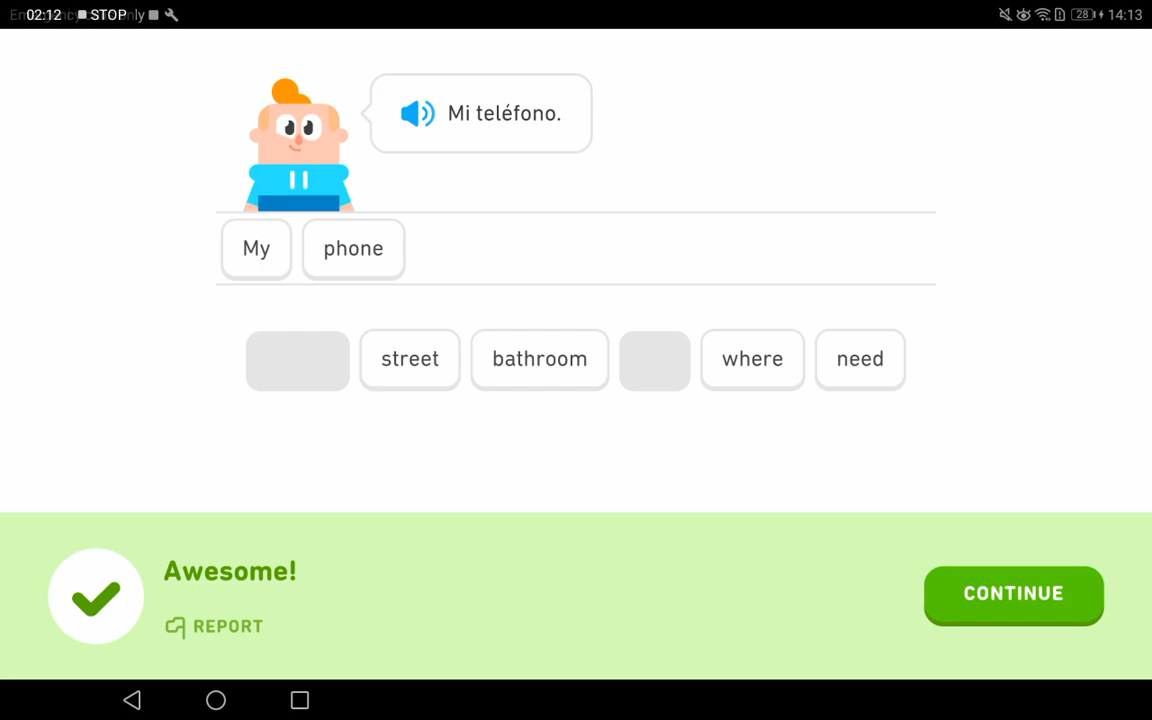 02:12 STOP 28 14:13
Mi teléfono.
My phone
street bathroom where need
Awesome!
REPORT
CONTINUE